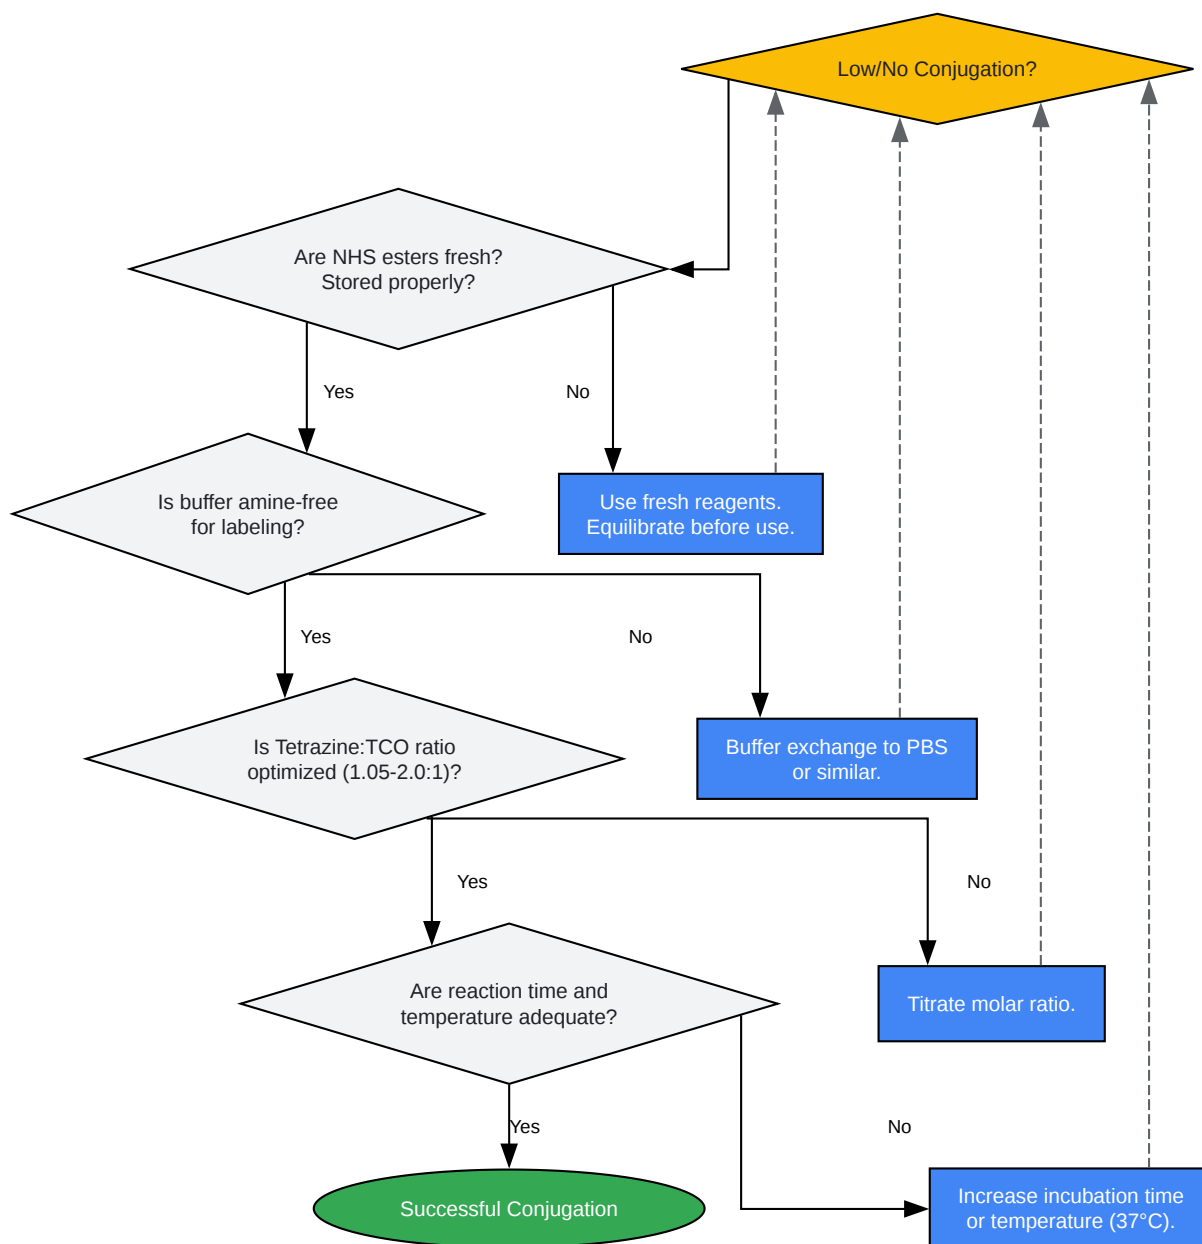 Low/No Conjugation?
Are NHS esters fresh?
Stored properly?
Yes
No
Is buffer amine-free
for labeling?
Use fresh reagents.
Equilibrate before use.
Yes
No
Is Tetrazine:TCO ratio
optimized (1.05-2.0:1)?
Buffer exchange to PBS
or similar.
Yes
No
Are reaction time and
temperature adequate?
Titrate molar ratio.
Yes
No
Successful Conjugation
Increase incubation time
or temperature (37°C).